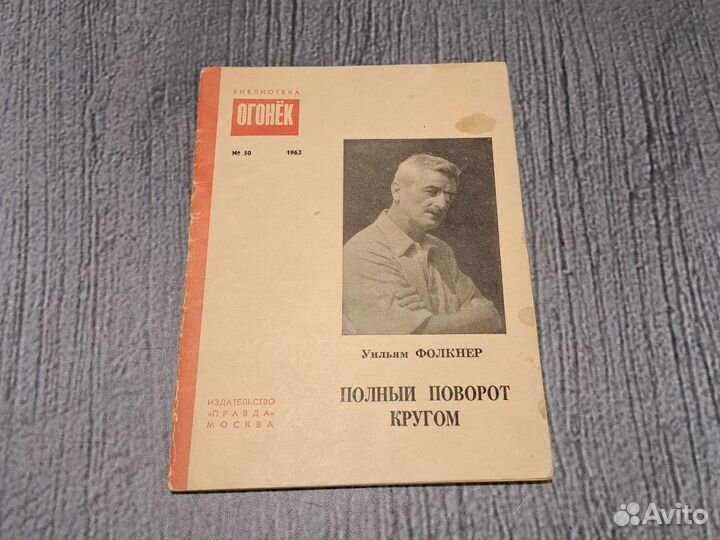 БИБЛИОТЕКА
ОГОНЁК
№ 50 1963
Уильям ФОЛКНЕР
ПОЛНЫЙ ПОВОРОТ
КРУГОМ
ИЗДАТЕЛЬСТВО
«ПРАВДА»
МОСКВА
Avito